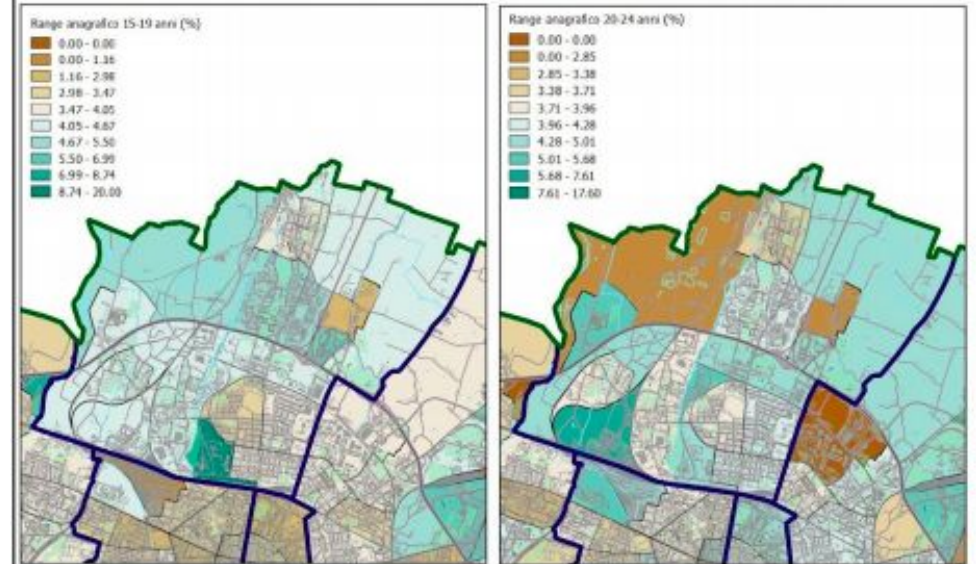 Range anagrafico 15-19 anni (%)
0.00 - 0.00
0.00 - 1.16
1.16 - 2.98
2.98 - 3.47
3.47 - 4.05
4.05 - 4.67
4.67 - 5.50
5.50 - 6.99
6.99 - 8.74
8.74 - 20.00
Range anagrafico 20-24 anni (%)
0.00 - 0.00
0.00 - 2.85
2.85 - 3.38
3.38 - 3.71
3.71 - 3.96
3.96 - 4.28
4.28 - 5.01
5.01 - 5.68
5.68 - 7.61
7.61 - 17.60